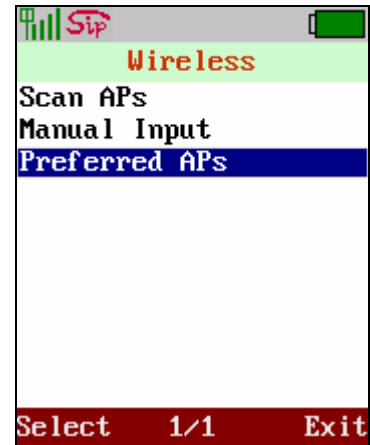 Sip
Wireless
Scan APs
Manual Input
Preferred APs
Select 1/1 Exit